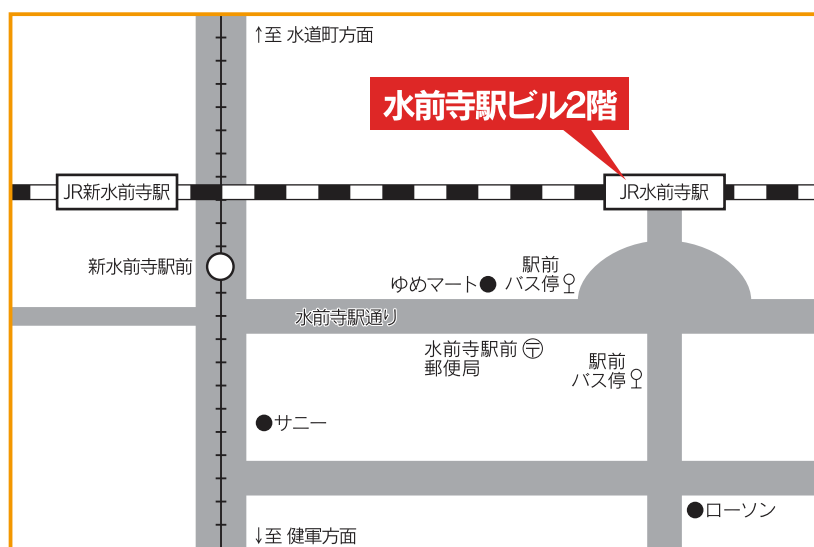 ↑至 水道町方面
水前寺駅ビル2階
JR新水前寺駅
JR水前寺駅
新水前寺駅前
駅前
バス停
ゆめマート
水前寺駅通り
水前寺駅前
郵便局
駅前
バス停
サニー
ローソン
↓至 健軍方面